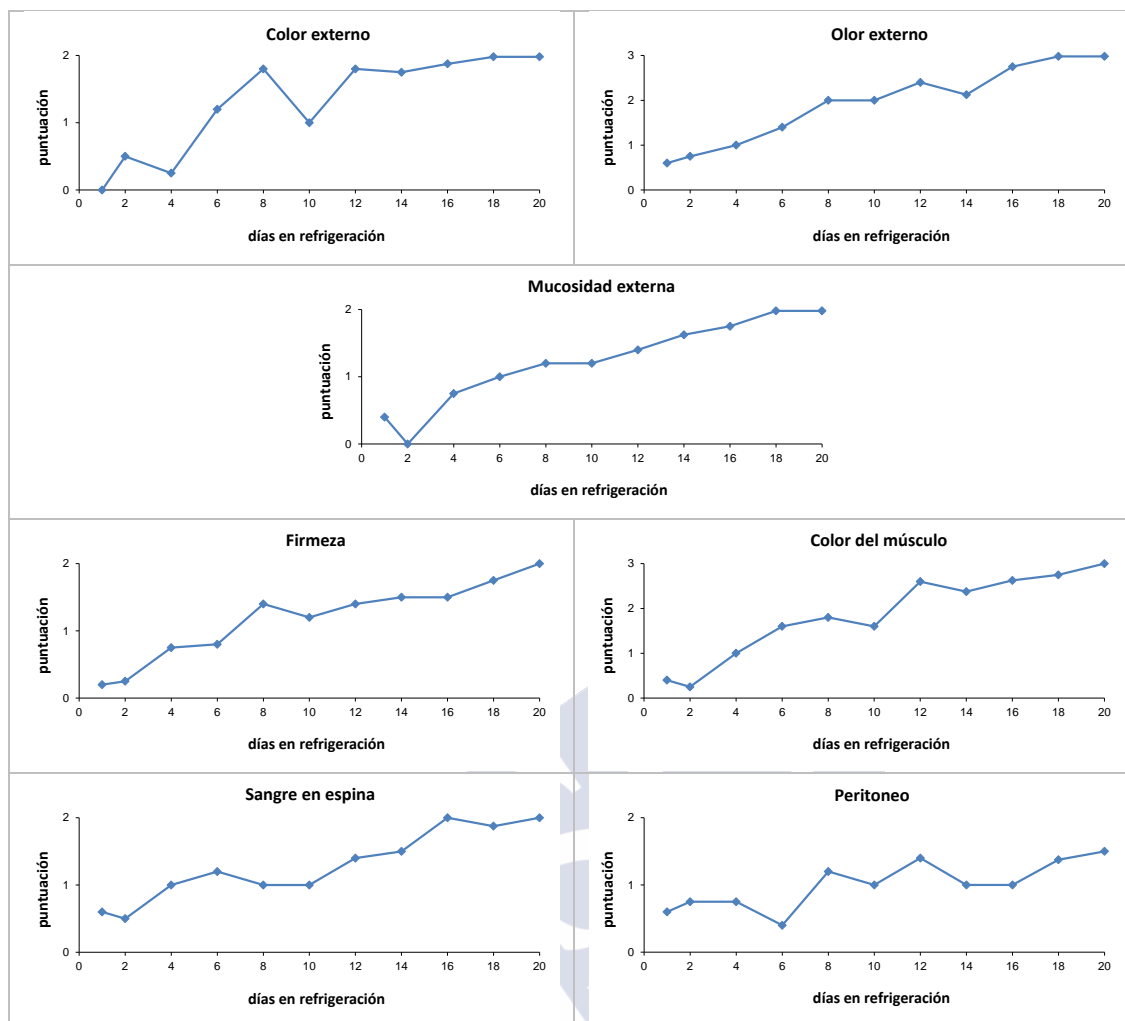 Color externo
2
1
0
puntuación
0 2 4 6 8 10 12 14 16 18 20
días en refrigeración
Olor externo
3
2
1
0
puntuación
0 2 4 6 8 10 12 14 16 18 20
días en refrigeración
Mucosidad externa
2
1
0
puntuación
0 2 4 6 8 10 12 14 16 18 20
días en refrigeración
Firmeza
2
1
0
puntuación
0 2 4 6 8 10 12 14 16 18 20
días en refrigeración
Color del músculo
3
2
1
0
puntuación
0 2 4 6 8 10 12 14 16 18 20
días en refrigeración
Sangre en espina
2
1
0
puntuación
0 2 4 6 8 10 12 14 16 18 20
días en refrigeración
Peritoneo
2
1
0
puntuación
0 2 4 6 8 10 12 14 16 18 20
días en refrigeración